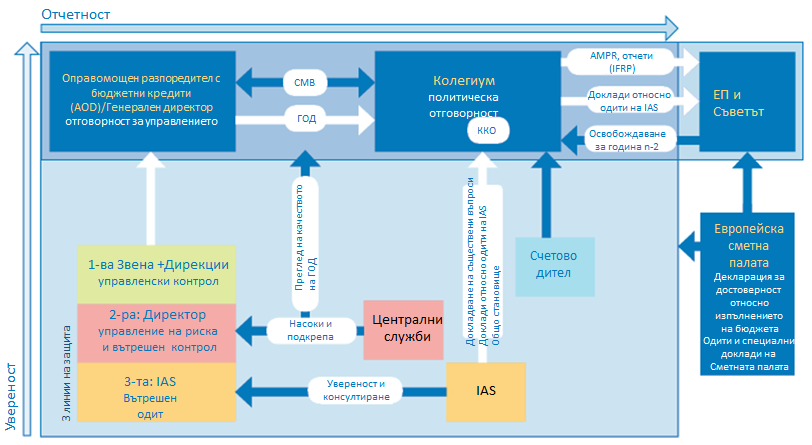 Отчетност
Оправомощен разпоредител с
бюджетни кредити
(AOD)/Генерален директор
отговорност за управлението
СМВ
ГОД
Колегиум
политическа
отговорност
ККО
AMPR, отчети
(IFRP)
Доклади относно
одити на IAS
Освобождаване
за година n-2
ЕП и
Съветът
Преглед на качеството
на ГОД
Докладване на съществени въпроси
Доклади относно одити на IAS
Общо становище
Счетово
дител
Европейска
сметна
палата
Декларация за
достоверност
относно
изпълнението
на бюджета
Одити и специални
доклади на
Сметната палата
1-ва Звена +Дирекции
управленски контрол
2-ра: Директор
управление на риска
и вътрешен контрол
3-та: IAS
Вътрешен
одит
Насоки и
подкрепа
Централни
служби
Увереност и
консултиране
IAS
3 линии на защита
Увереност